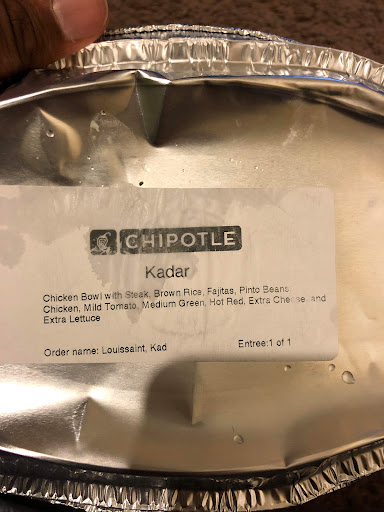 CHIPOTLE
Kadar
Chicken Bowl with Steak, Brown Rice, Fajitas, Pinto Beans
Chicken, Mild Tomato, Medium Green, Hot Red, Extra Cheese, and
Extra Lettuce
Order name: Louissaint, Kad Entree:1 of 1